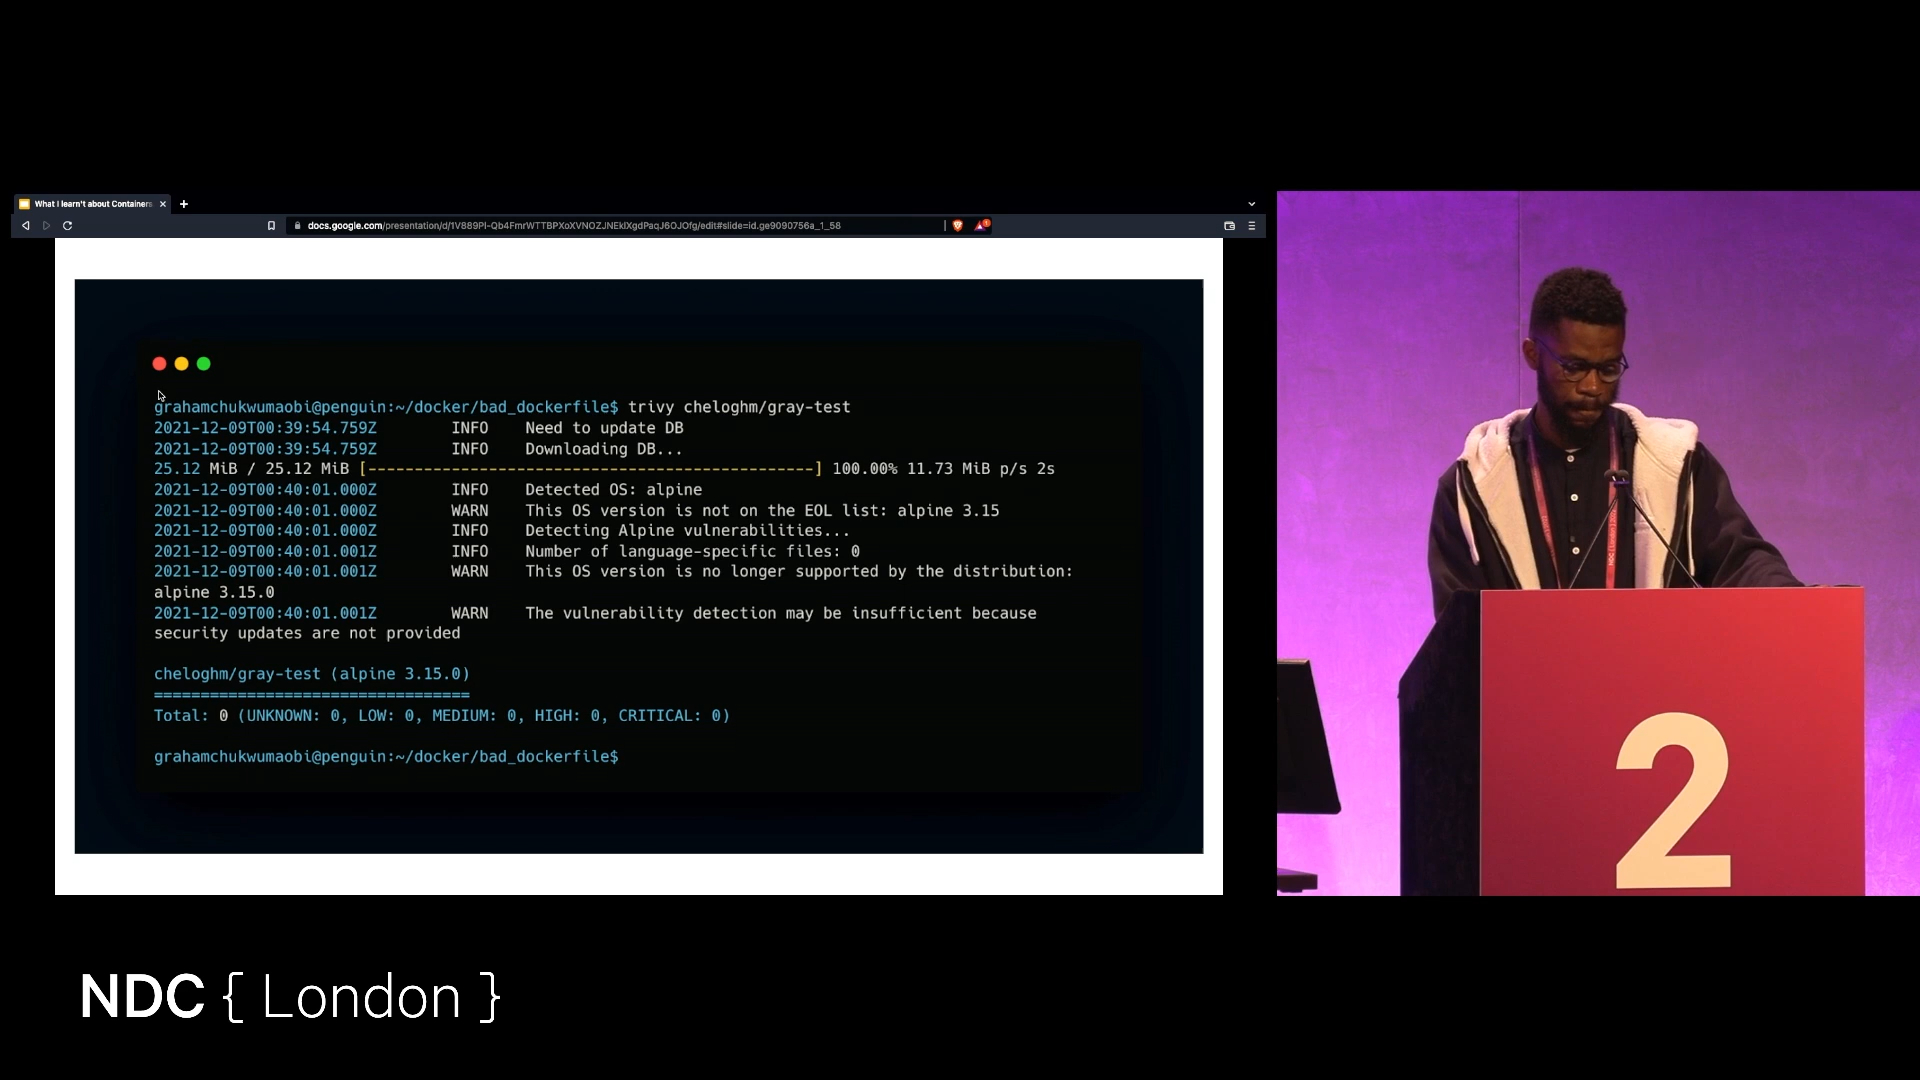 What I learn't about Containers
docs.google.com/presentation/d/1V889PI-Qb4FmrWTTBPXoXVNOZJNEkIXgdPaqJ6OJOfg/edit#slide=id.ge9090756a_1_58
grahamchukwumaobi@penguin:~/docker/bad_dockerfile$ trivy cheloghm/gray-test
2021-12-09T00:39:54.759Z INFO Need to update DB
2021-12-09T00:39:54.759Z INFO Downloading DB...
25.12 MiB / 25.12 MiB [------------------------------------------------] 100.00% 11.73 MiB p/s 2s
2021-12-09T00:40:01.000Z INFO Detected OS: alpine
2021-12-09T00:40:01.000Z WARN This OS version is not on the EOL list: alpine 3.15
2021-12-09T00:40:01.000Z INFO Detecting Alpine vulnerabilities...
2021-12-09T00:40:01.001Z INFO Number of language-specific files: 0
2021-12-09T00:40:01.001Z WARN This OS version is no longer supported by the distribution:
alpine 3.15.0
2021-12-09T00:40:01.001Z WARN The vulnerability detection may be insufficient because
security updates are not provided
cheloghm/gray-test (alpine 3.15.0)
==================================
Total: 0 (UNKNOWN: 0, LOW: 0, MEDIUM: 0, HIGH: 0, CRITICAL: 0)
grahamchukwumaobi@penguin:~/docker/bad_dockerfile$
2
NDC { London }